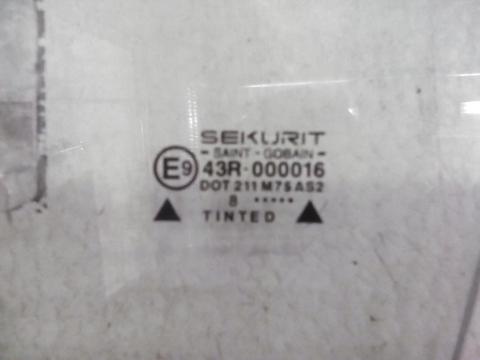 SEKURIT
- SAINT - GOBAIN -
E9 43R-000016
DOT 211 M75 AS2
8 •••••
TINTED